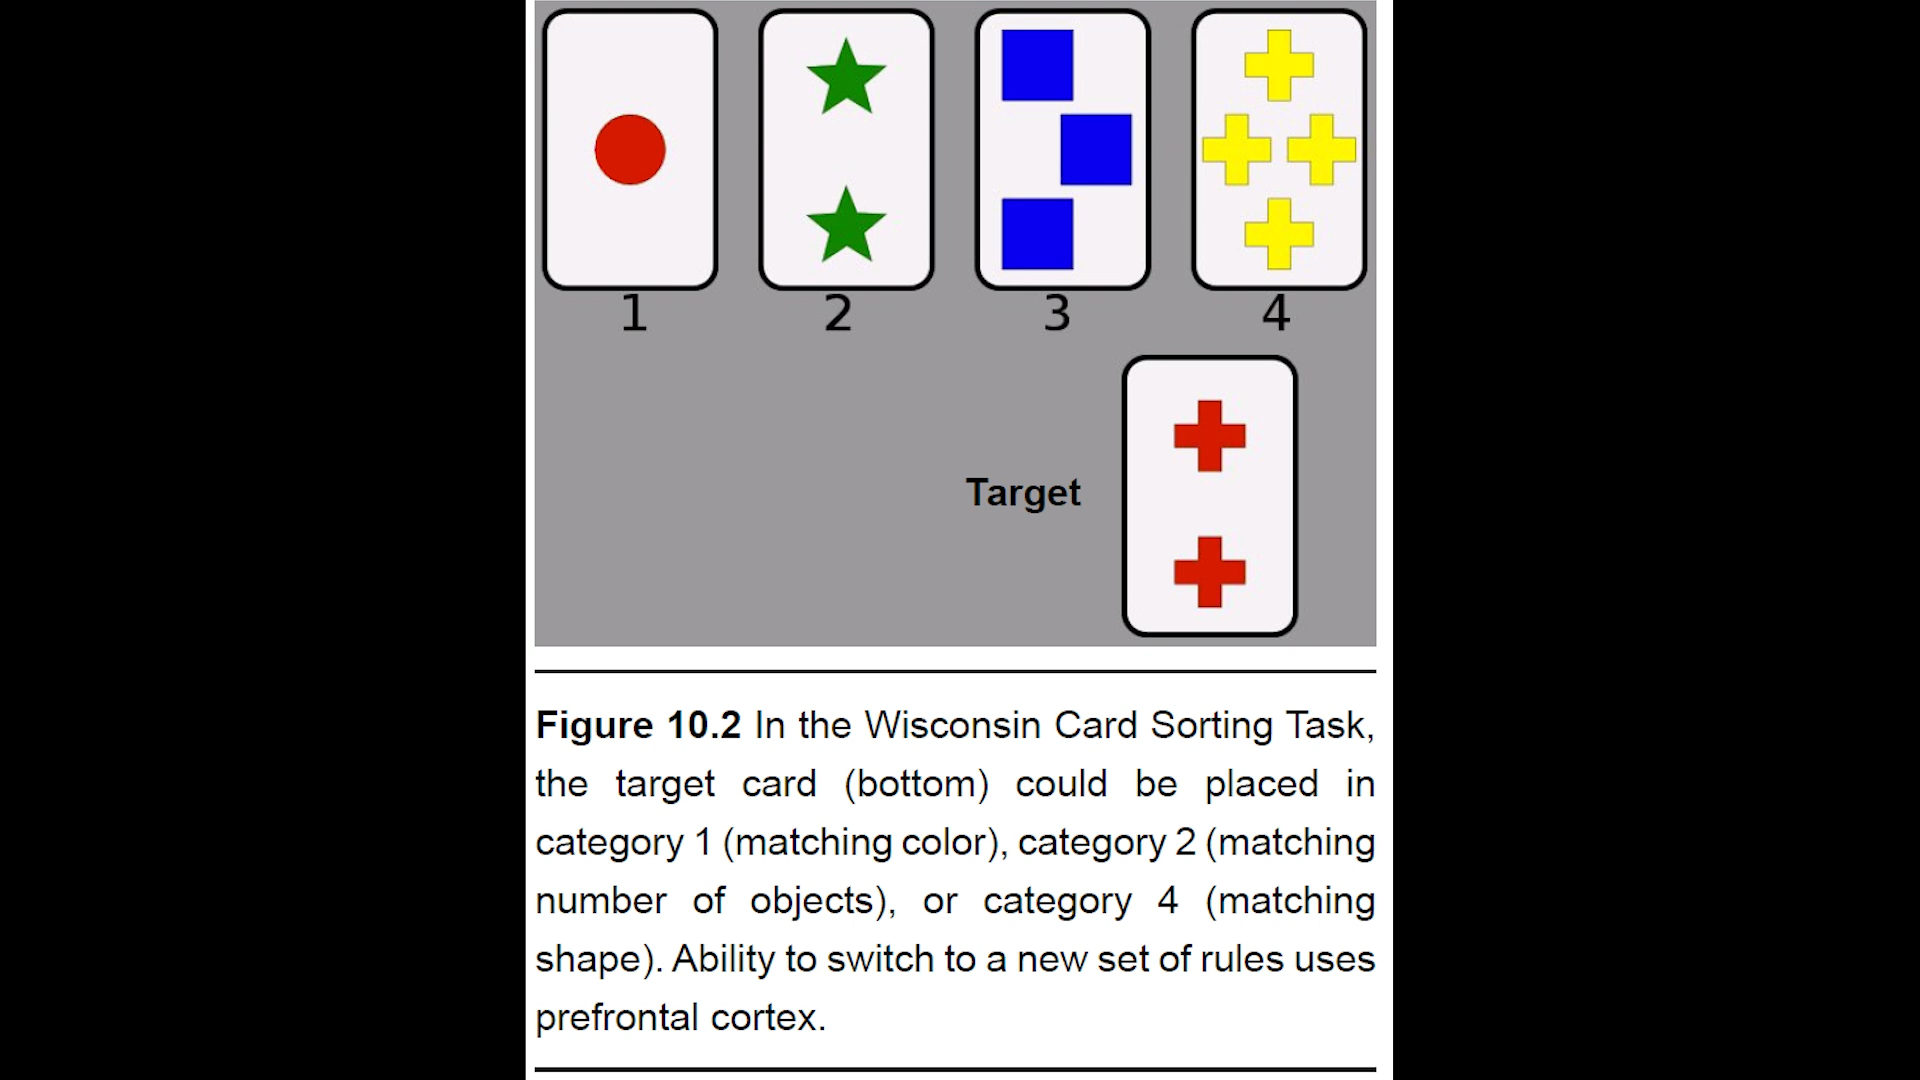 1 2 3 4
Target
Figure 10.2 In the Wisconsin Card Sorting Task,
the target card (bottom) could be placed in
category 1 (matching color), category 2 (matching
number of objects), or category 4 (matching
shape). Ability to switch to a new set of rules uses
prefrontal cortex.